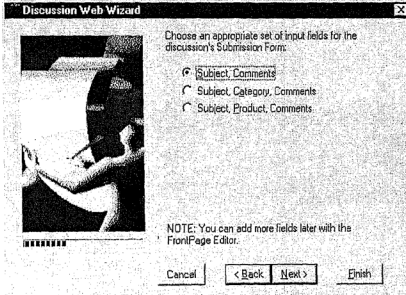 Discussion Web Wizard
Choose an appropriate set of input fields for the
discussion's Submission Form:
Subject, Comments
Subject, Category, Comments
Subject, Product, Comments
NOTE: You can add more fields later with the
FrontPage Editor.
Cancel
< Back
Next >
Finish